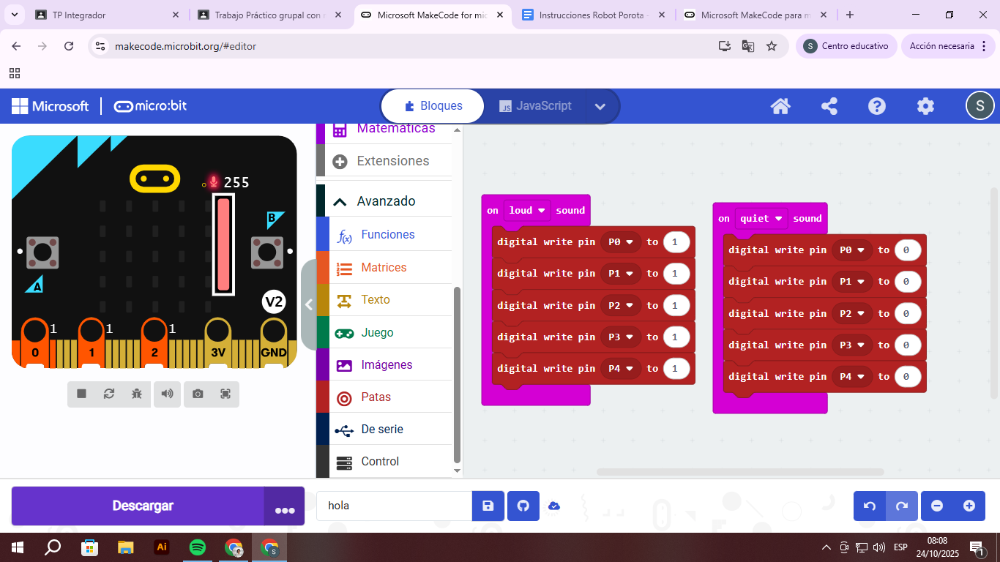 TP Integrador
Trabajo Práctico grupal con r
Microsoft MakeCode for mic
Instrucciones Robot Porota -
Microsoft MakeCode para m
makecode.microbit.org/#editor
S
Centro educativo
Acción necesaria
Microsoft
micro:bit
Bloques
JS
JavaScript
S
255
B
A
V2
1
1
1
0
1
2
3V
GND
Matemáticas
Extensiones
Avanzado
f(x) Funciones
Matrices
Texto
Juego
Imágenes
Patas
De serie
Control
on loud sound
digital write pin P0 to 1
digital write pin P1 to 1
digital write pin P2 to 1
digital write pin P3 to 1
digital write pin P4 to 1
on quiet sound
digital write pin P0 to 0
digital write pin P1 to 0
digital write pin P2 to 0
digital write pin P3 to 0
digital write pin P4 to 0
Descargar
hola
Ai
S
ESP
08:08
24/10/2025
1